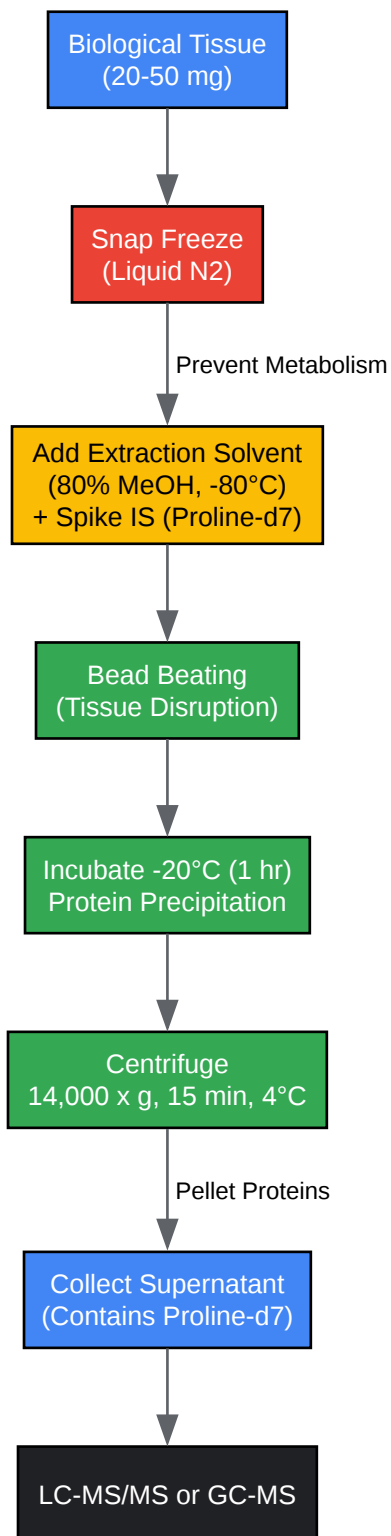 Biological Tissue
(20-50 mg)
Snap Freeze
(Liquid N2)
Prevent Metabolism
Add Extraction Solvent
(80% MeOH, -80°C)
+ Spike IS (Proline-d7)
Bead Beating
(Tissue Disruption)
Incubate -20°C (1 hr)
Protein Precipitation
Centrifuge
14,000 x g, 15 min, 4°C
Pellet Proteins
Collect Supernatant
(Contains Proline-d7)
LC-MS/MS or GC-MS